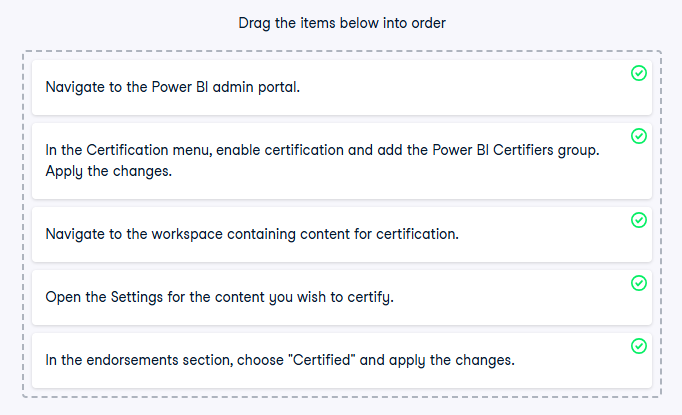 Drag the items below into order
Navigate to the Power BI admin portal.
In the Certification menu, enable certification and add the Power BI Certifiers group.
Apply the changes.
Navigate to the workspace containing content for certification.
Open the Settings for the content you wish to certify.
In the endorsements section, choose "Certified" and apply the changes.